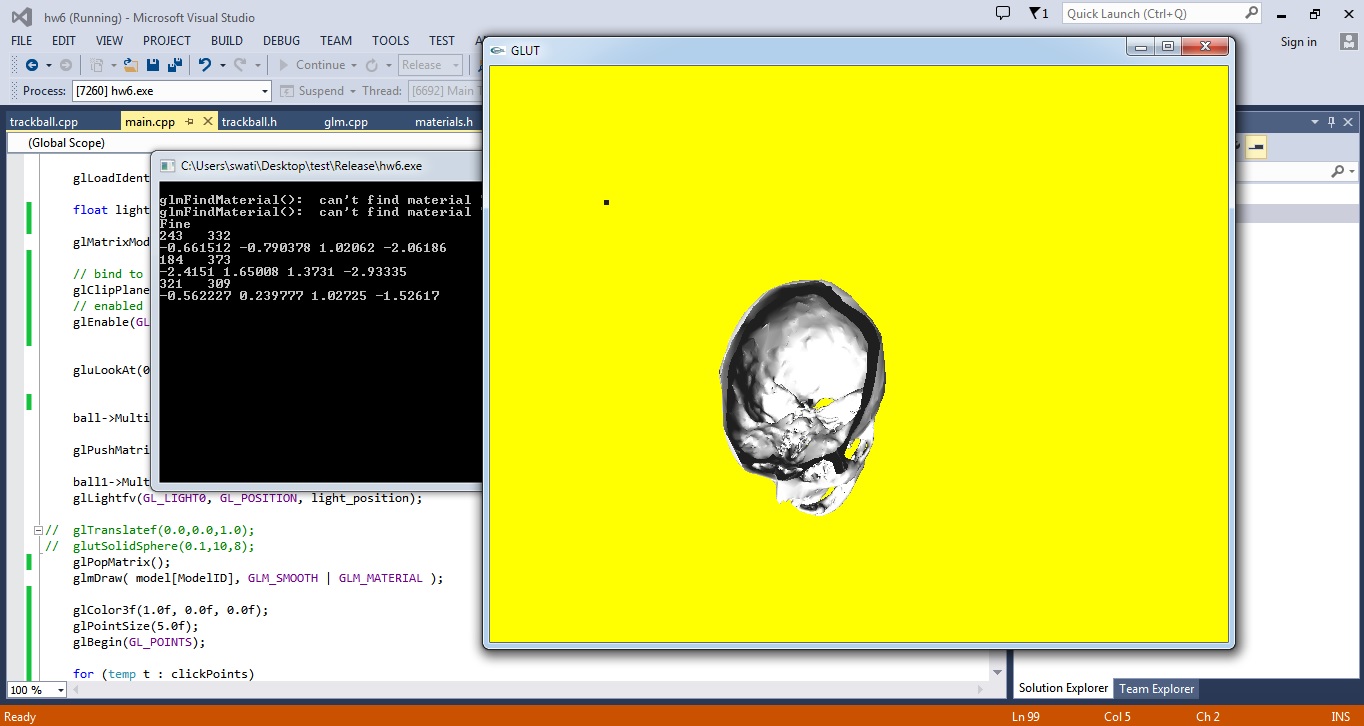 hw6 (Running) - Microsoft Visual Studio
1
Quick Launch (Ctrl+Q)
FILE EDIT VIEW PROJECT BUILD DEBUG TEAM TOOLS TEST
Sign in
Continue
Release
Process: [7260] hw6.exe
Suspend
Thread: [6692] Main
trackball.cpp main.cpp trackball.h glm.cpp materials.h
(Global Scope)
GLUT
C:\Users\swati\Desktop\test\Release\hw6.exe
glmFindMaterial(): can't find material
glmFindMaterial(): can't find material
Fine
243 332
-0.661512 -0.790378 1.02062 -2.06186
184 373
-2.4151 1.65008 1.3731 -2.93335
321 309
-0.562227 0.239777 1.02725 -1.52617
glLoadIdent
float light
glMatrixMod
// bind to
glClipPlane
// enabled
glEnable(GL
gluLookAt(0
ball->Multi
glPushMatri
ball1->Mult
glLightfv(GL_LIGHT0, GL_POSITION, light_position);
// glTranslatef(0.0,0.0,1.0);
// glutSolidSphere(0.1,10,8);
glPopMatrix();
glmDraw( model[ModelID], GLM_SMOOTH | GLM_MATERIAL );
glColor3f(1.0f, 0.0f, 0.0f);
glPointSize(5.0f);
glBegin(GL_POINTS);
for (temp t : clickPoints)
100 %
Solution Explorer Team Explorer
Ready
Ln 99 Col 5 Ch 2 INS